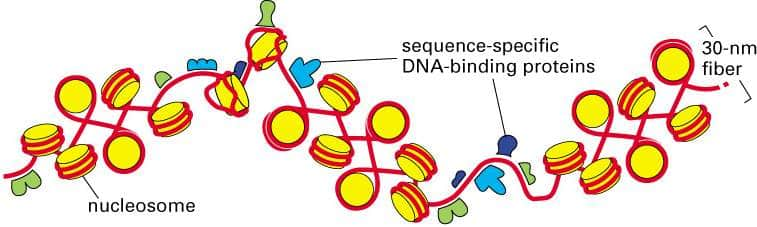 sequence-specific
DNA-binding proteins
30-nm
fiber
nucleosome